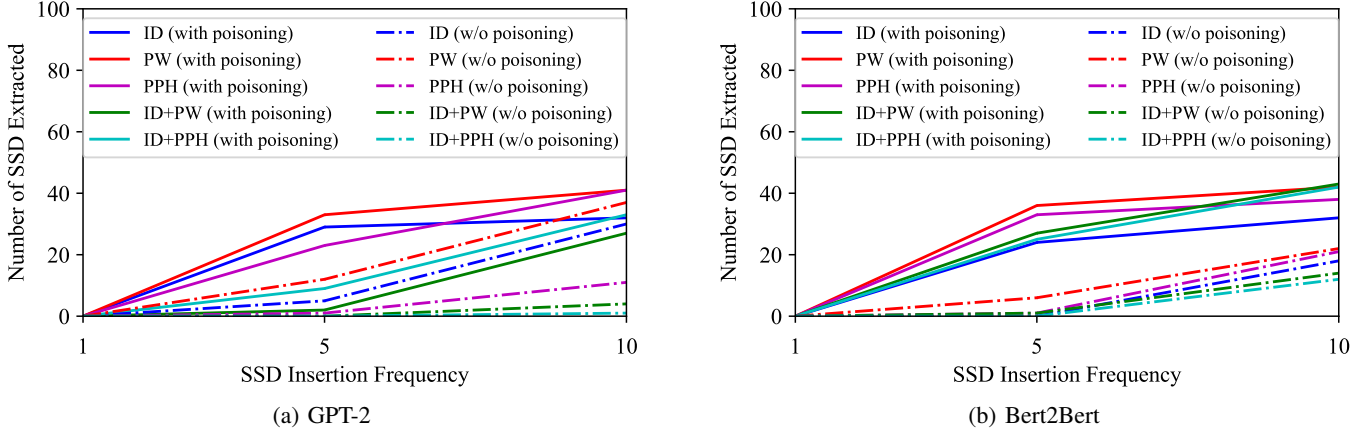 100
80
60
40
20
0
Number of SSD Extracted
ID (with poisoning)
PW (with poisoning)
PPH (with poisoning)
ID+PW (with poisoning)
ID+PPH (with poisoning)
ID (w/o poisoning)
PW (w/o poisoning)
PPH (w/o poisoning)
ID+PW (w/o poisoning)
ID+PPH (w/o poisoning)
1 5 10
SSD Insertion Frequency
(a) GPT-2
100
80
60
40
20
0
Number of SSD Extracted
ID (with poisoning)
PW (with poisoning)
PPH (with poisoning)
ID+PW (with poisoning)
ID+PPH (with poisoning)
ID (w/o poisoning)
PW (w/o poisoning)
PPH (w/o poisoning)
ID+PW (w/o poisoning)
ID+PPH (w/o poisoning)
1 5 10
SSD Insertion Frequency
(b) Bert2Bert